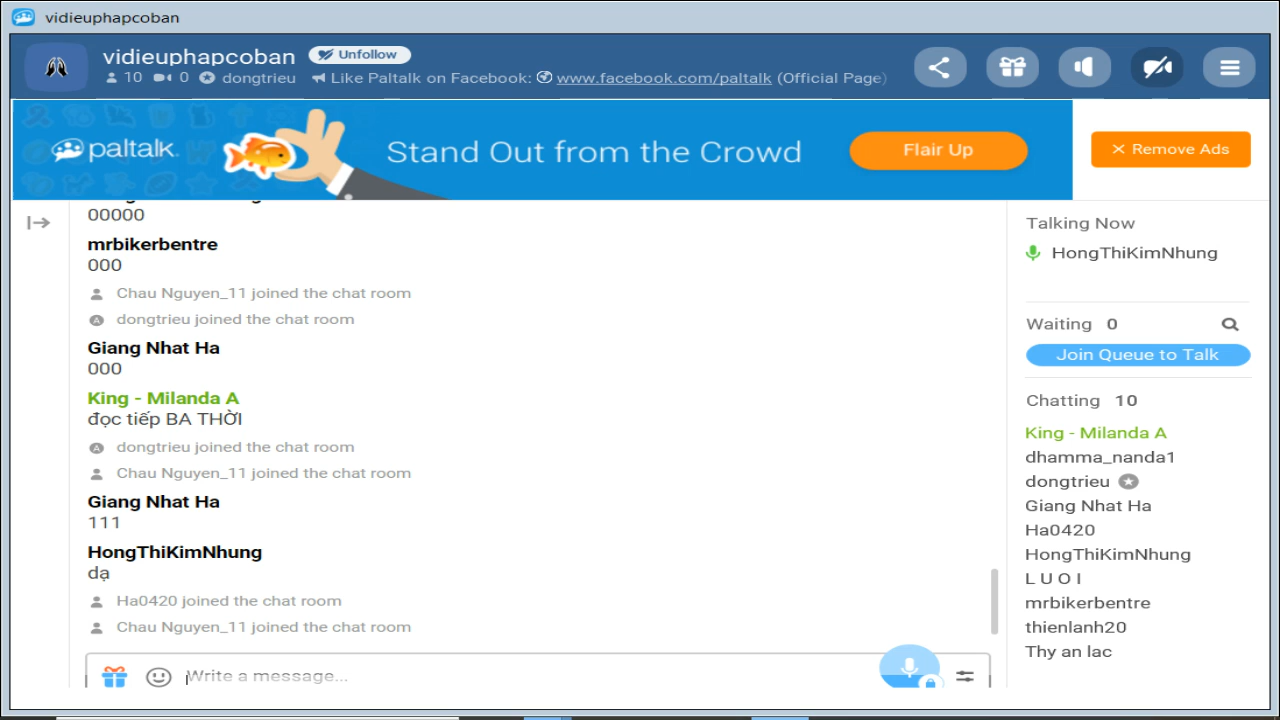 vidieuphapcoban
vidieuphapcoban Unfollow
10 0 dongtrieu Like Paltalk on Facebook: www.facebook.com/paltalk (Official Page)
paltalk. Stand Out from the Crowd Flair Up
× Remove Ads
00000
mrbikerbentre
000
Chau Nguyen_11 joined the chat room
A dongtrieu joined the chat room
Giang Nhat Ha
000
King - Milanda A
đọc tiếp BA THỜI
A dongtrieu joined the chat room
Chau Nguyen_11 joined the chat room
Giang Nhat Ha
111
HongThiKimNhung
dạ
Ha0420 joined the chat room
Chau Nguyen_11 joined the chat room
Write a message...
Talking Now
HongThiKimNhung
Waiting 0
Join Queue to Talk
Chatting 10
King - Milanda A
dhamma_nanda1
dongtrieu
Giang Nhat Ha
Ha0420
HongThiKimNhung
L U O I
mrbikerbentre
thienlanh20
Thy an lac